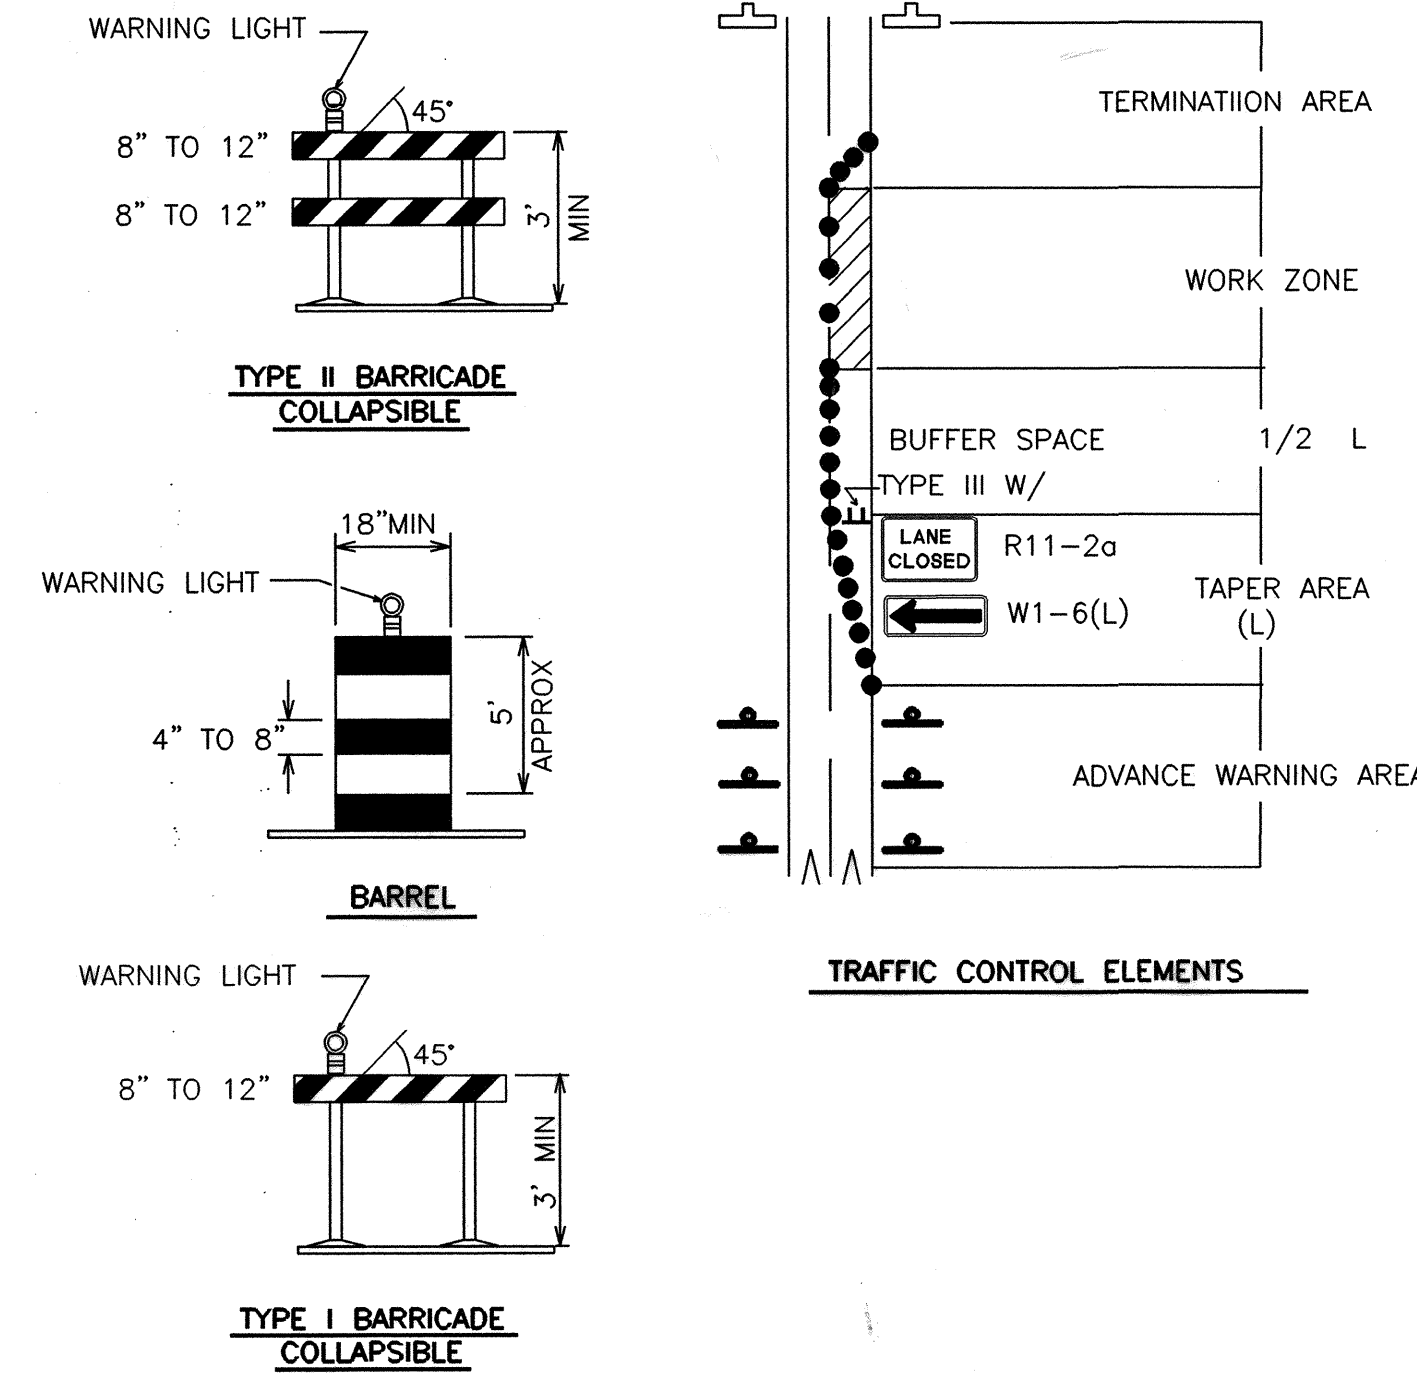 WARNING LIGHT
45°
8" TO 12"
8" TO 12"
3'
MIN
TYPE II BARRICADE
COLLAPSIBLE
18"MIN
WARNING LIGHT
4" TO 8"
5'
APPROX
BARREL
WARNING LIGHT
45°
8" TO 12"
3' MIN
TYPE I BARRICADE
COLLAPSIBLE
TERMINATIION AREA
WORK ZONE
BUFFER SPACE 1/2 L
TYPE III W/
LANE
CLOSED
R11-2a
TAPER AREA
(L)
W1-6(L)
ADVANCE WARNING AREA
TRAFFIC CONTROL ELEMENTS